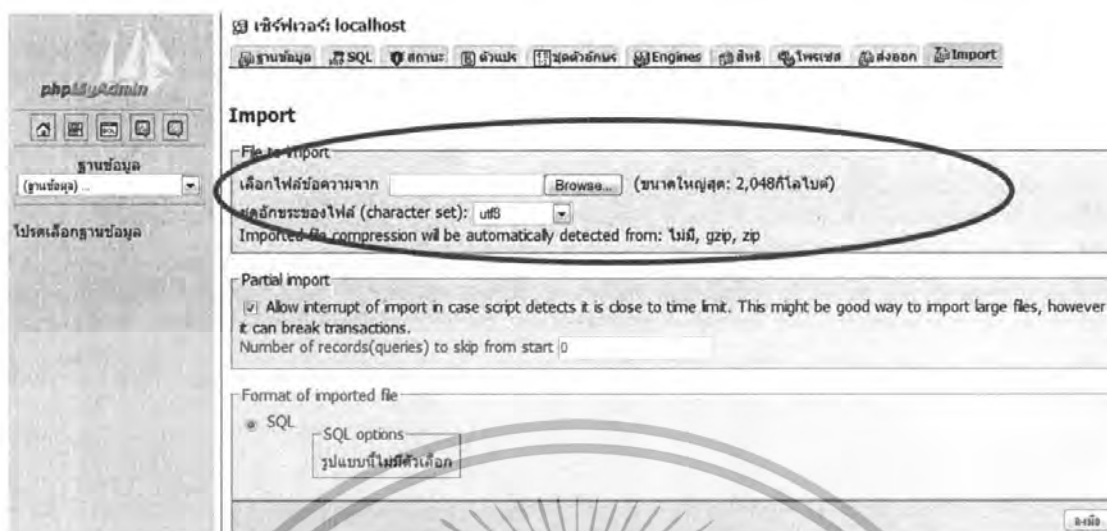 phpMyAdmin
ฐานข้อมูล
(ฐานข้อมูล) ...
โปรดเลือกฐานข้อมูล
เซิร์ฟเวอร์: localhost
ฐานข้อมูล SQL สถานะ ตัวแปร ชุดตัวอักษร Engines สิทธิ โพรเซส ส่งออก Import
Import
File to import
เลือกไฟล์ข้อความจาก Browse... (ขนาดใหญ่สุด: 2,048กิโลไบต์)
ชุดอักขระของไฟล์ (character set): utf8
Imported file compression will be automatically detected from: ไม่มี, gzip, zip
Partial import
Allow interrupt of import in case script detects it is close to time limit. This might be good way to import large files, however
it can break transactions.
Number of records(queries) to skip from start 0
Format of imported file
SQL
SQL options
รูปแบบนี้ไม่มีตัวเลือก
ลงมือ